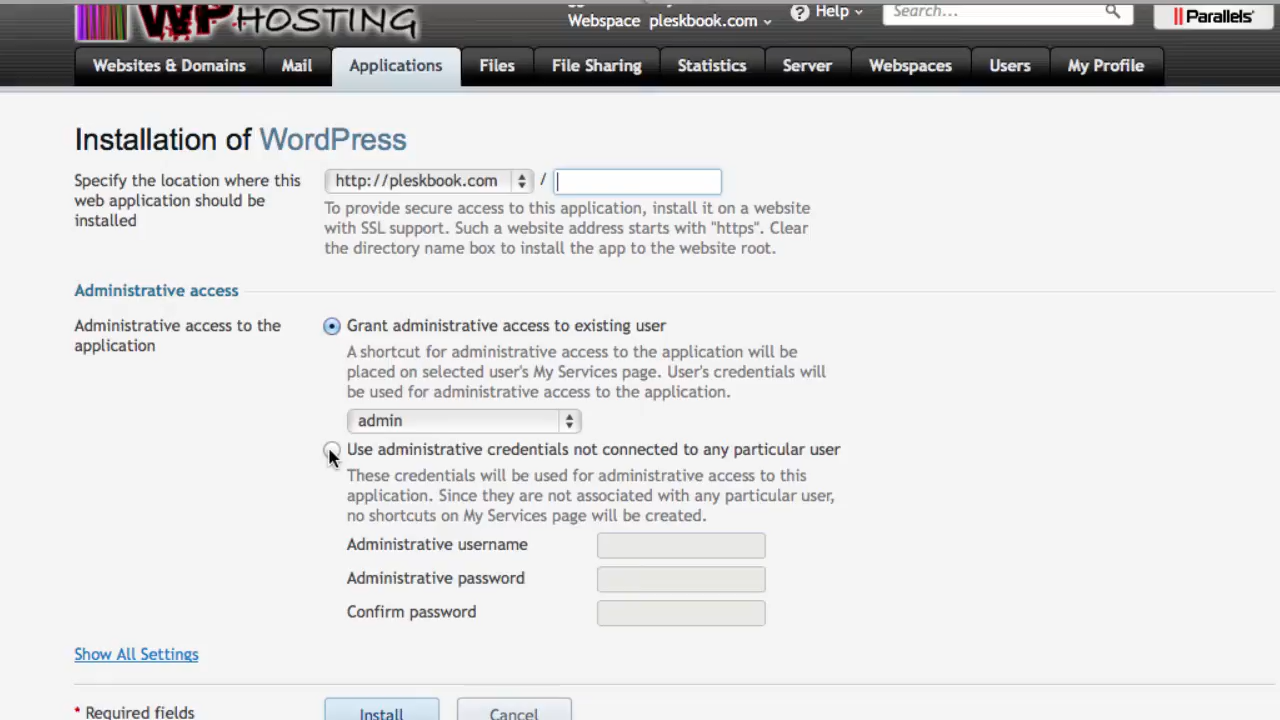 WP HOSTING
Webspace pleskbook.com
Help
Search...
Parallels
Websites & Domains Mail Applications Files File Sharing Statistics Server Webspaces Users My Profile
Installation of WordPress
Specify the location where this web application should be installed
http://pleskbook.com /
To provide secure access to this application, install it on a website
with SSL support. Such a website address starts with "https". Clear
the directory name box to install the app to the website root.
Administrative access
Administrative access to the
application
Grant administrative access to existing user
A shortcut for administrative access to the application will be
placed on selected user's My Services page. User's credentials will
be used for administrative access to the application.
admin
Use administrative credentials not connected to any particular user
These credentials will be used for administrative access to this
application. Since they are not associated with any particular user,
no shortcuts on My Services page will be created.
Administrative username
Administrative password
Confirm password
Show All Settings
* Required fields
Install
Cancel